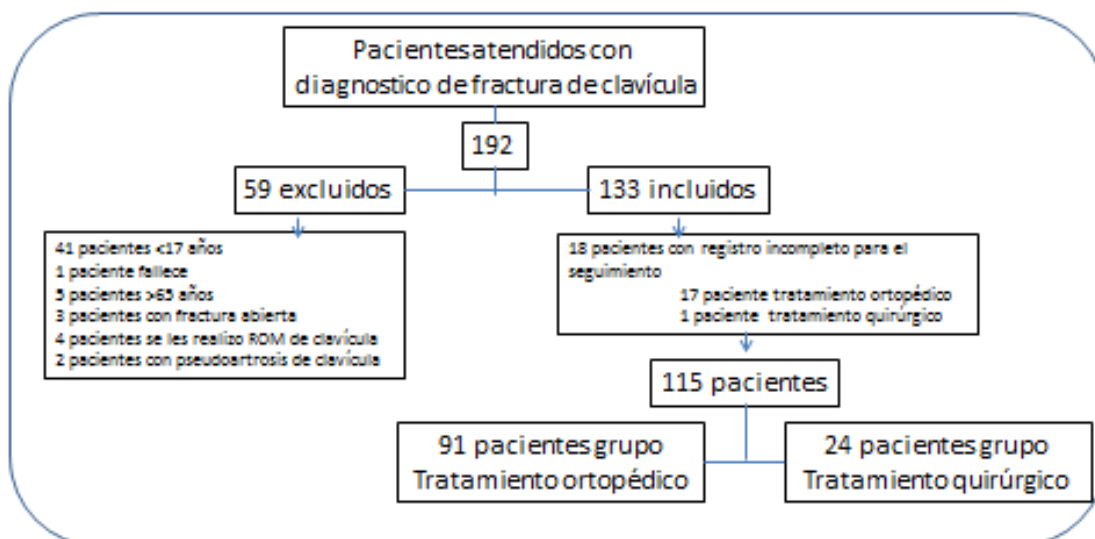 Pacientes atendidos con
diagnostico de fractura de clavícula
192
59 excluidos
133 incluidos
41 pacientes <17 años
1 paciente fallece
5 pacientes >65 años
3 pacientes con fractura abierta
4 pacientes se les realizo ROM de clavícula
2 pacientes con pseudoartrosis de clavícula
18 pacientes con registro incompleto para el
seguimiento
17 paciente tratamiento ortopédico
1 paciente tratamiento quirúrgico
115 pacientes
91 pacientes grupo
Tratamiento ortopédico
24 pacientes grupo
Tratamiento quirúrgico